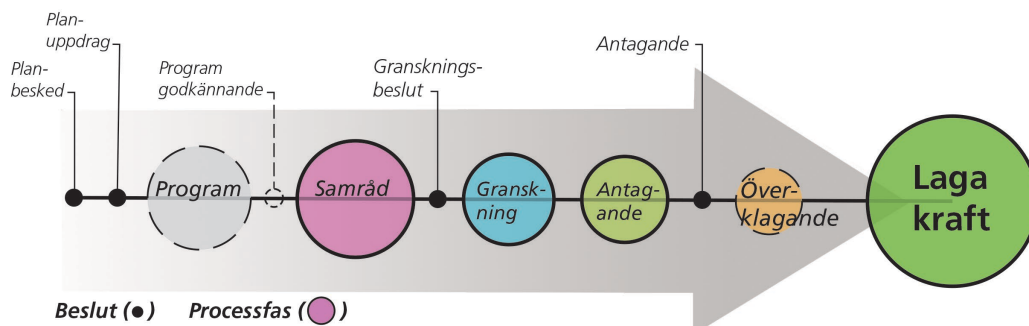 Plan-
uppdrag
Plan-
besked
Program
godkännande
Gransknings-
beslut
Antagande
Program
Samråd
Gransk-
ning
Antag-
ande
Över-
klagande
Laga
kraft
Beslut (●) Processfas ( )